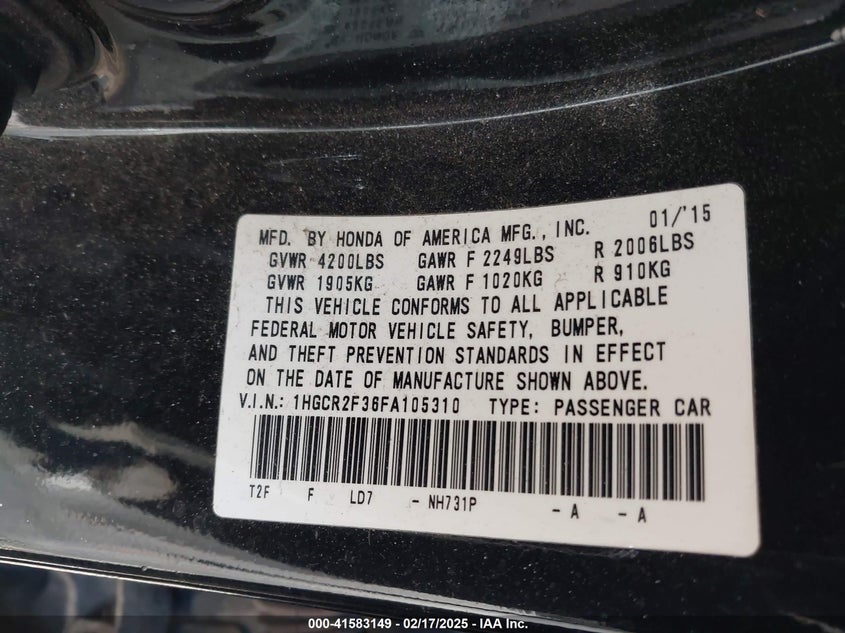 MFD. BY HONDA OF AMERICA MFG., INC. 01/'15
GVWR 4200LBS GAWR F 2249LBS R 2006LBS
GVWR 1905KG GAWR F 1020KG R 910KG
THIS VEHICLE CONFORMS TO ALL APPLICABLE
FEDERAL MOTOR VEHICLE SAFETY, BUMPER,
AND THEFT PREVENTION STANDARDS IN EFFECT
ON THE DATE OF MANUFACTURE SHOWN ABOVE.
V.I.N.: 1HGCR2F36FA105310 TYPE: PASSENGER CAR
T2F F LD7 - NH731P - A - A
000-41583149 - 02/17/2025 - IAA Inc.